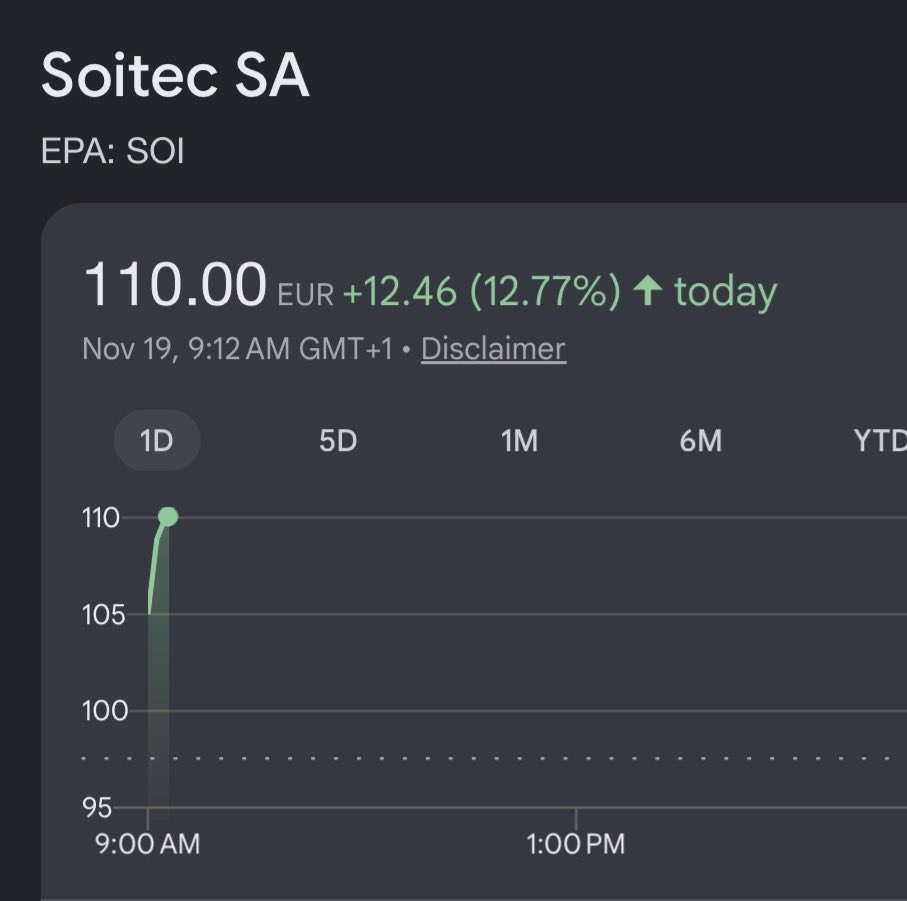 Soitec SA
EPA: SOI
110.00 EUR +12.46 (12.77%) ↑ today
Nov 19, 9:12 AM GMT+1 • Disclaimer
1D 5D 1M 6M YTD
110
105
100
95
9:00 AM 1:00 PM